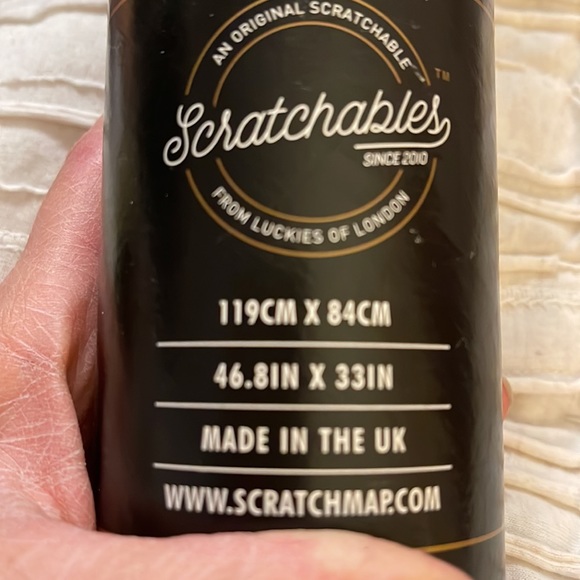 AN ORIGINAL SCRATCHABLE
TM
Scratchables
SINCE 2010
FROM LUCKIES OF LONDON
119CM X 84CM
46.8IN X 33IN
MADE IN THE UK
WWW.SCRATCHMAP.COM